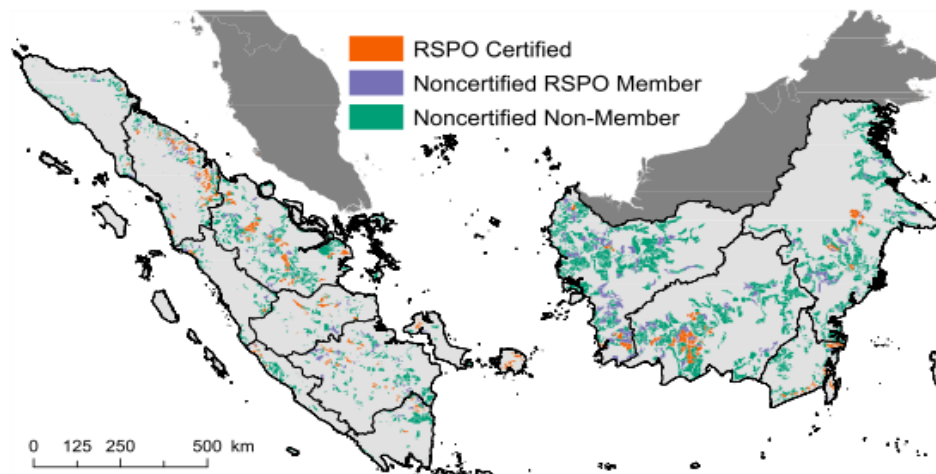 RSPO Certified
Noncertified RSPO Member
Noncertified Non-Member
0 125 250 500 km